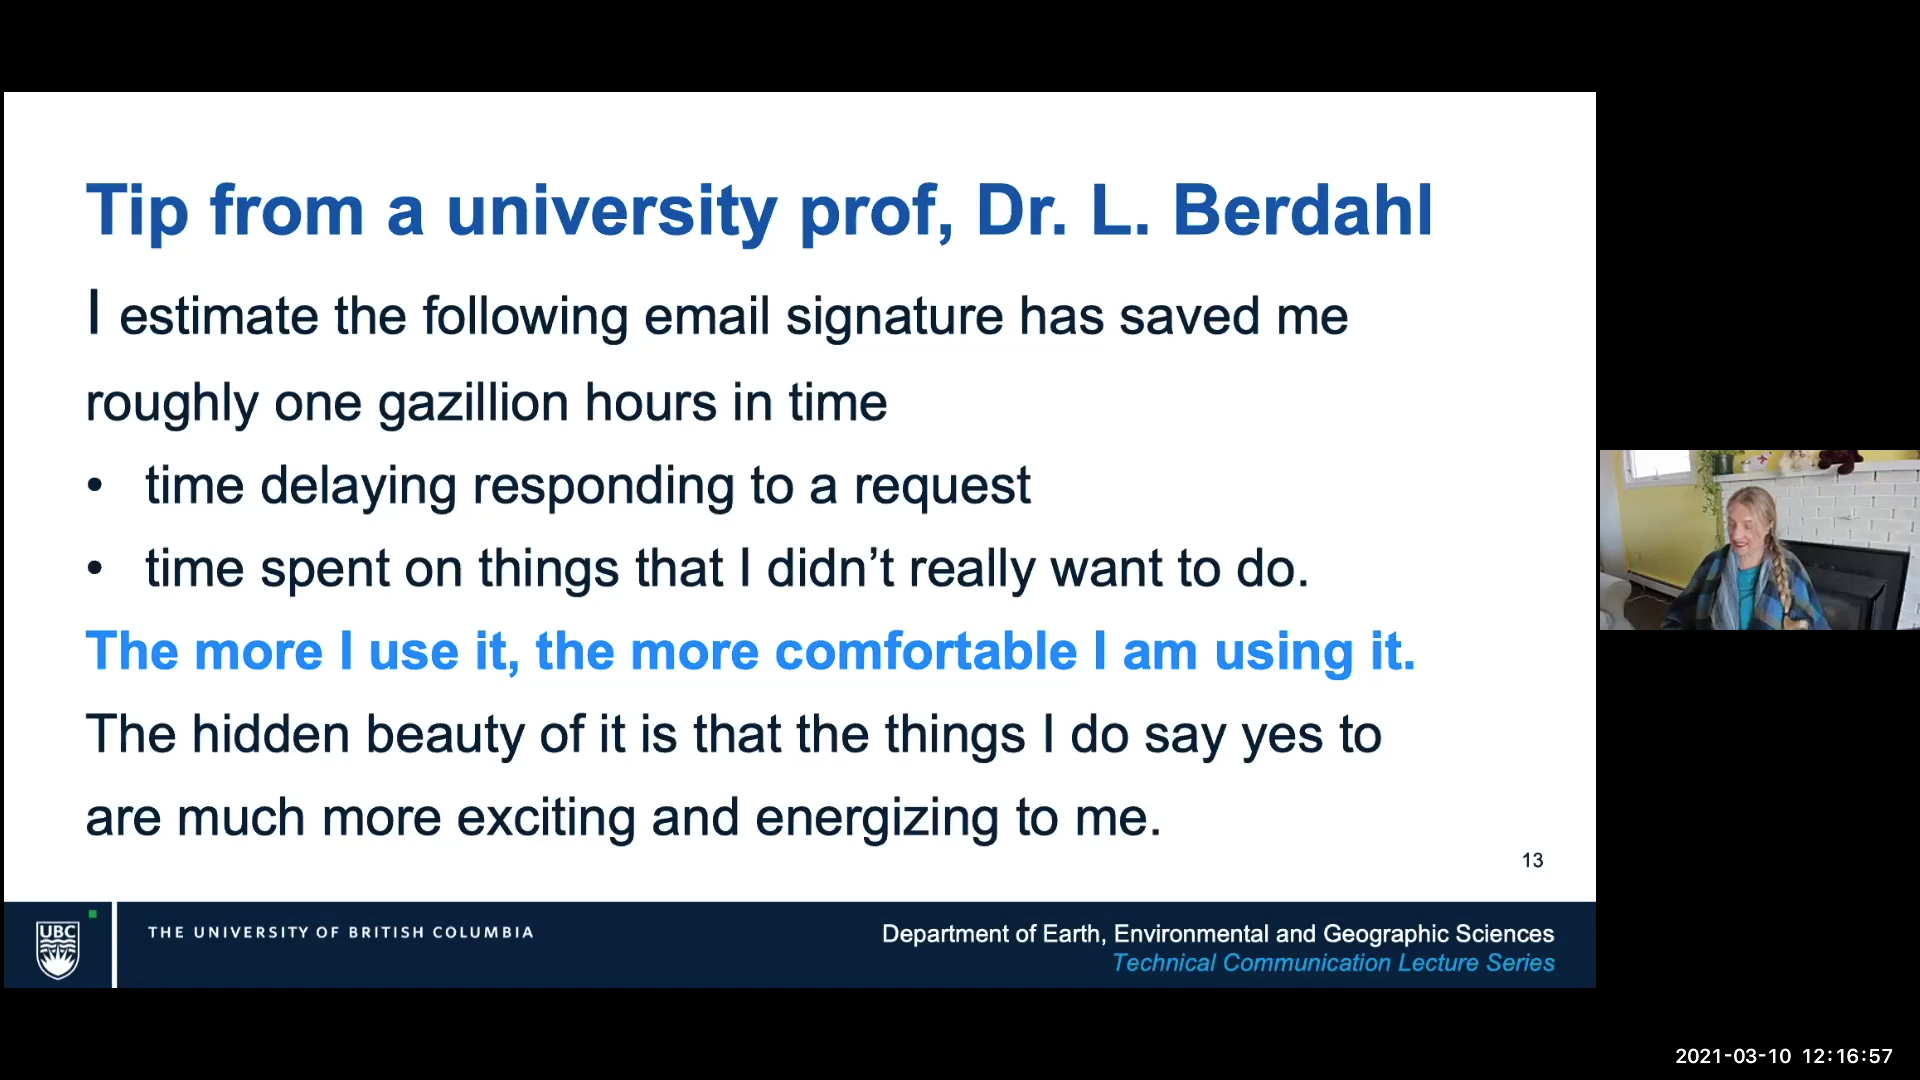 Tip from a university prof, Dr. L. Berdahl
I estimate the following email signature has saved me
roughly one gazillion hours in time
• time delaying responding to a request
• time spent on things that I didn’t really want to do.
The more I use it, the more comfortable I am using it.
The hidden beauty of it is that the things I do say yes to
are much more exciting and energizing to me.
13
UBC
THE UNIVERSITY OF BRITISH COLUMBIA
Department of Earth, Environmental and Geographic Sciences
Technical Communication Lecture Series
2021-03-10 12:16:57